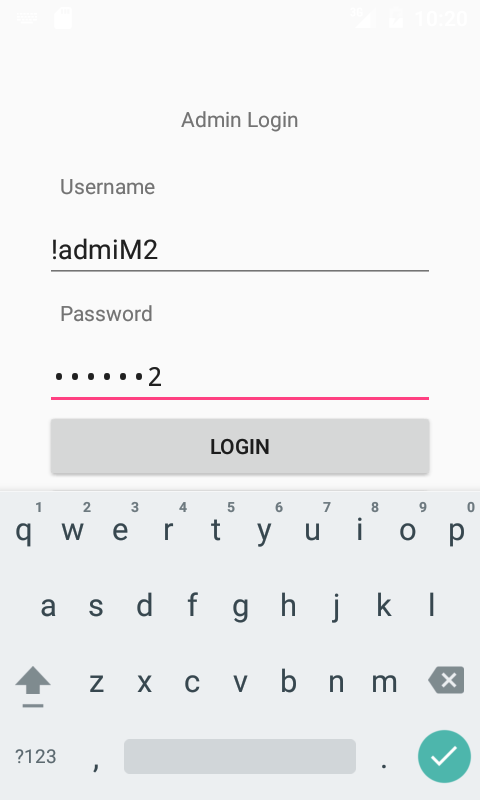 10:20
Admin Login
Username
!admiM2
Password
••••••2
LOGIN
1 2 3 4 5 6 7 8 9 0
q w e r t y u i o p
a s d f g h j k l
z x c v b n m
?123 , .